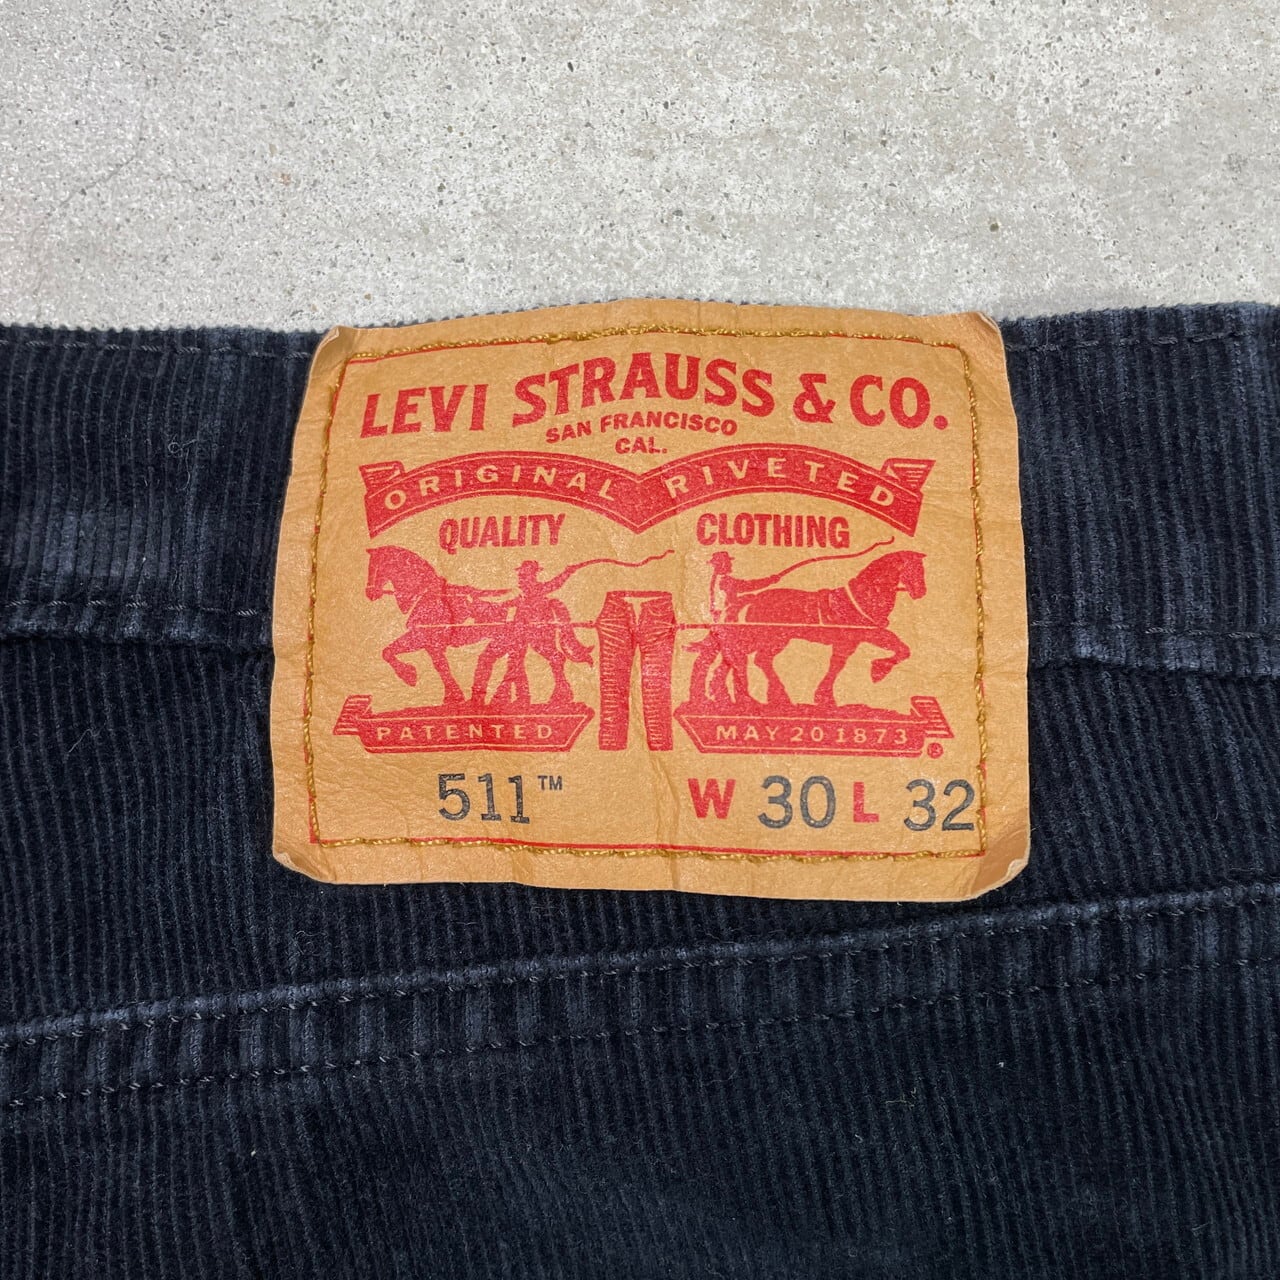 LEVI STRAUSS & CO.
SAN FRANCISCO
CAL.
ORIGINAL RIVETED
QUALITY CLOTHING
PATENTED MAY 20 1873 ®
511™ W 30 L 32